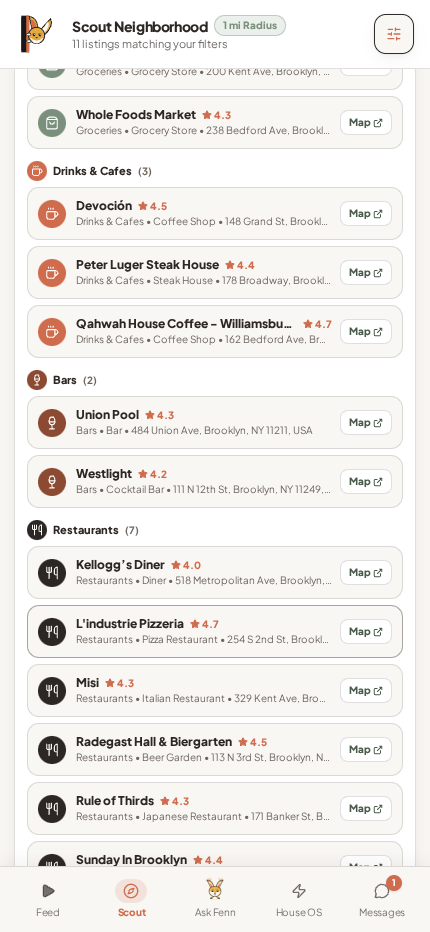 Scout Neighborhood 1 mi Radius
11 listings matching your filters
Groceries • Grocery Store • 200 Kent Ave, Brooklyn, ...
Whole Foods Market 4.3
Groceries • Grocery Store • 238 Bedford Ave, Brookl...
Map
Drinks & Cafes (3)
Devoción 4.5
Drinks & Cafes • Coffee Shop • 148 Grand St, Brookl...
Map
Peter Luger Steak House 4.4
Drinks & Cafes • Steak House • 178 Broadway, Brookl...
Map
Qahwah House Coffee – Williamsbu... 4.7
Drinks & Cafes • Coffee Shop • 162 Bedford Ave, Br...
Map
Bars (2)
Union Pool 4.3
Bars • Bar • 484 Union Ave, Brooklyn, NY 11211, USA
Map
Westlight 4.2
Bars • Cocktail Bar • 111 N 12th St, Brooklyn, NY 11249,...
Map
Restaurants (7)
Kellogg’s Diner 4.0
Restaurants • Diner • 518 Metropolitan Ave, Brooklyn,...
Map
L'industrie Pizzeria 4.7
Restaurants • Pizza Restaurant • 254 S 2nd St, Brookl...
Map
Misi 4.3
Restaurants • Italian Restaurant • 329 Kent Ave, Bro...
Map
Radegast Hall & Biergarten 4.5
Restaurants • Beer Garden • 113 N 3rd St, Brooklyn, N...
Map
Rule of Thirds 4.3
Restaurants • Japanese Restaurant • 171 Banker St, B...
Map
Sunday In Brooklyn 4.4
Map
Feed
Scout
Ask Fenn
House OS
1
Messages